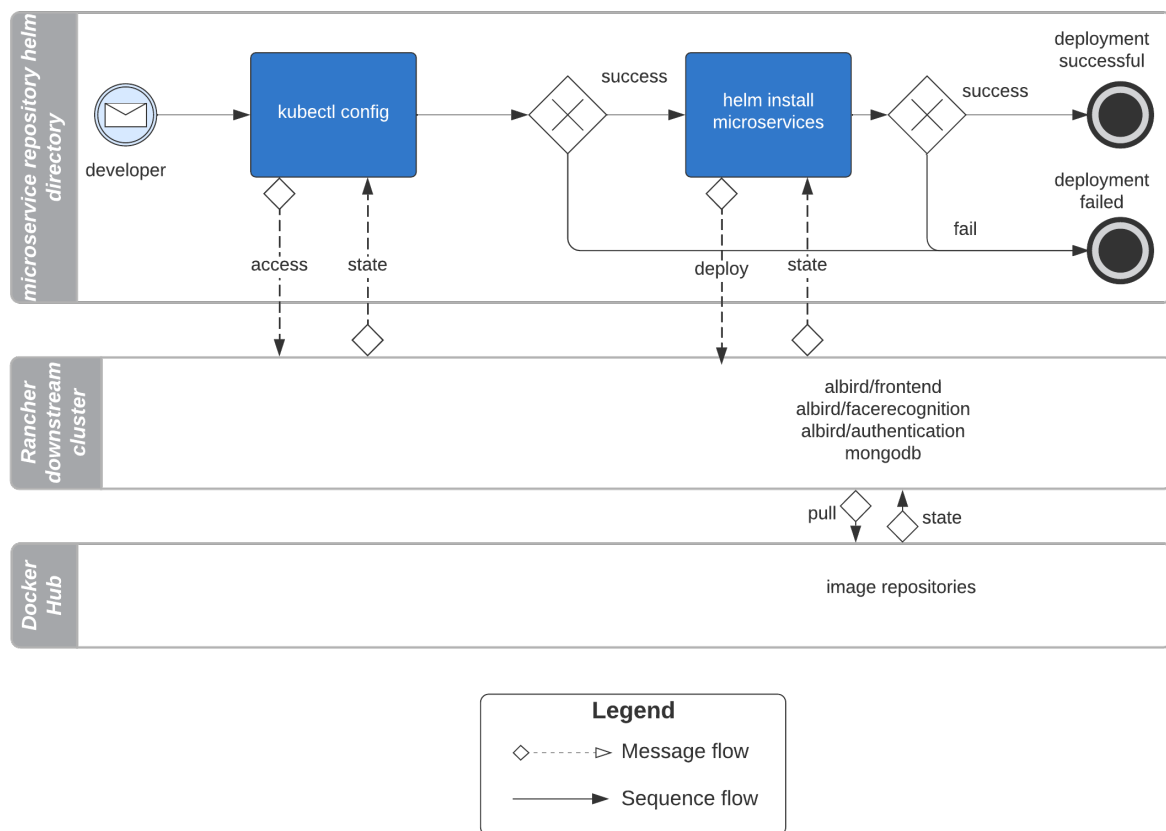 microservice repository helm
directory
developer
kubectl config
success
helm install
microservices
success
deployment
successful
deployment
failed
fail
access
state
deploy
state
Rancher
downstream
cluster
albird/frontend
albird/facerecognition
albird/authentication
mongodb
pull
state
Docker
Hub
image repositories
Legend
Message flow
Sequence flow